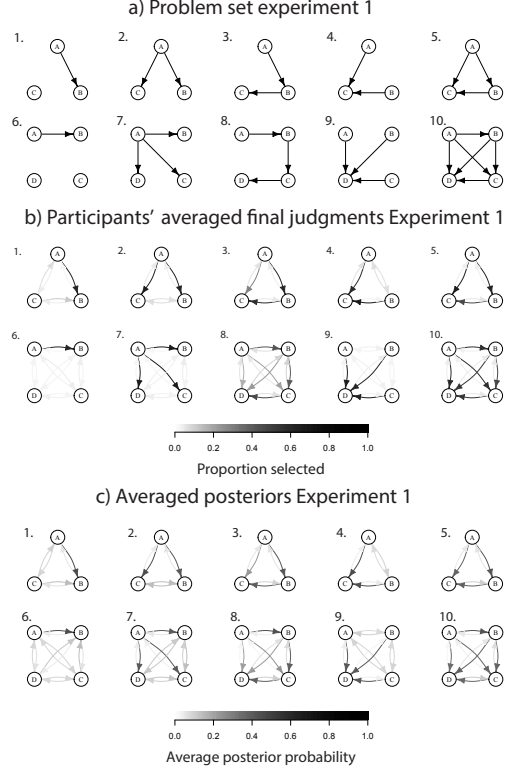 a) Problem set experiment 1
1. 2. 3. 4. 5.
A A A A A
C B C B C B C B C B
6. 7. 8. 9. 10.
A B A B A B A B A B
D C D C D C D C D C
b) Participants' averaged final judgments Experiment 1
1. 2. 3. 4. 5.
A A A A A
C B C B C B C B C B
6. 7. 8. 9. 10.
A B A B A B A B A B
D C D C D C D C D C
0.0 0.2 0.4 0.6 0.8 1.0
Proportion selected
c) Averaged posteriors Experiment 1
1. 2. 3. 4. 5.
A A A A A
C B C B C B C B C B
6. 7. 8. 9. 10.
A B A B A B A B A B
D C D C D C D C D C
0.0 0.2 0.4 0.6 0.8 1.0
Average posterior probability